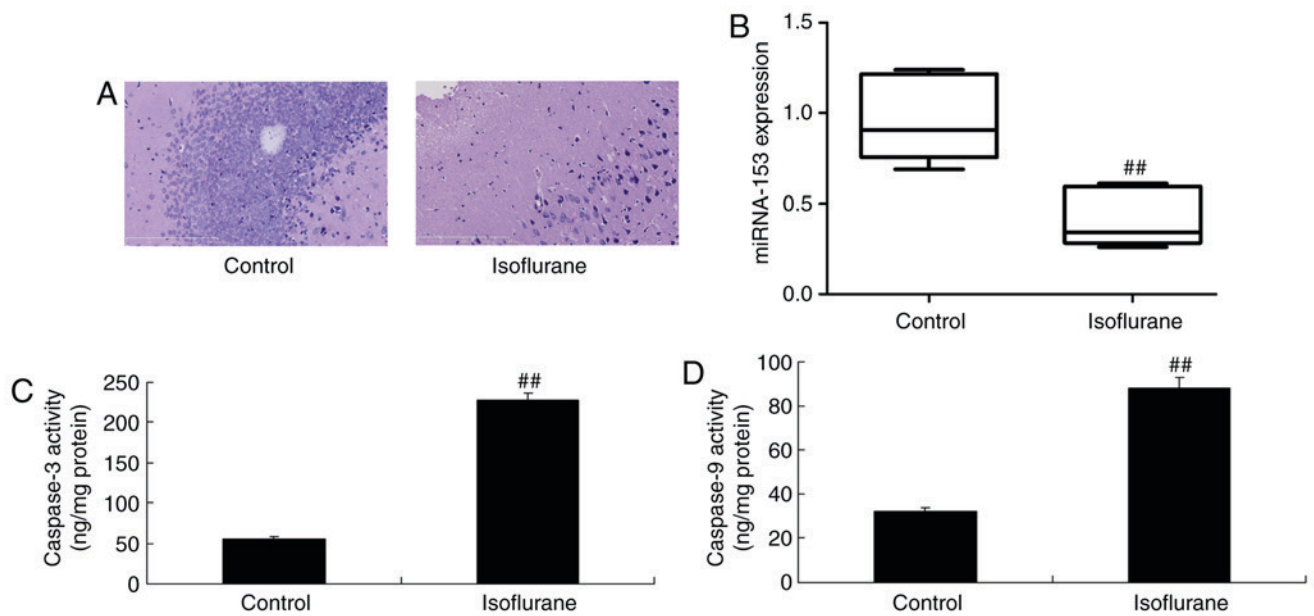 A
Control
Isoflurane
B
miRNA-153 expression
1.5
1.0
0.5
0.0
##
Control
Isoflurane
C
Caspase-3 activity
(ng/mg protein)
250
200
150
100
50
0
##
Control
Isoflurane
D
Caspase-9 activity
(ng/mg protein)
100
80
60
40
20
0
##
Control
Isoflurane